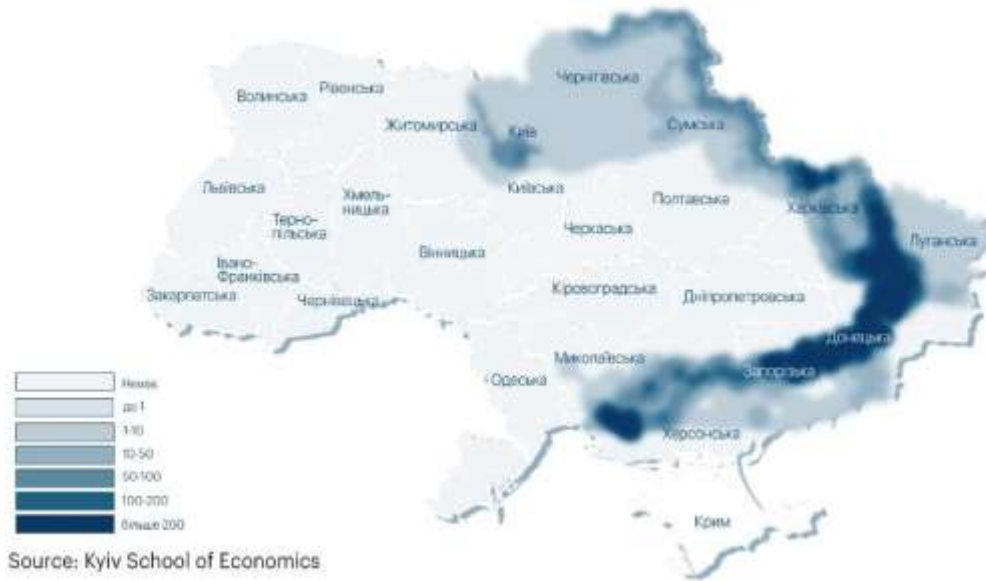 Чернігівська
Волинська
Рівненська
Житомирська
Київ
Сумська
Львівська
Хмель-
ницька
Київська
Полтавська
Харківська
Терно-
пільська
Черкаська
Луганська
Вінницька
Івано-
Франківська
Закарпатська
Чернівецька
Кіровоградська
Дніпропетровська
Донецька
Миколаївська
Запорізька
Одеська
Херсонська
Крим
Немає
до 1
1-10
10-50
50-100
100-200
більше 200
Source: Kyiv School of Economics